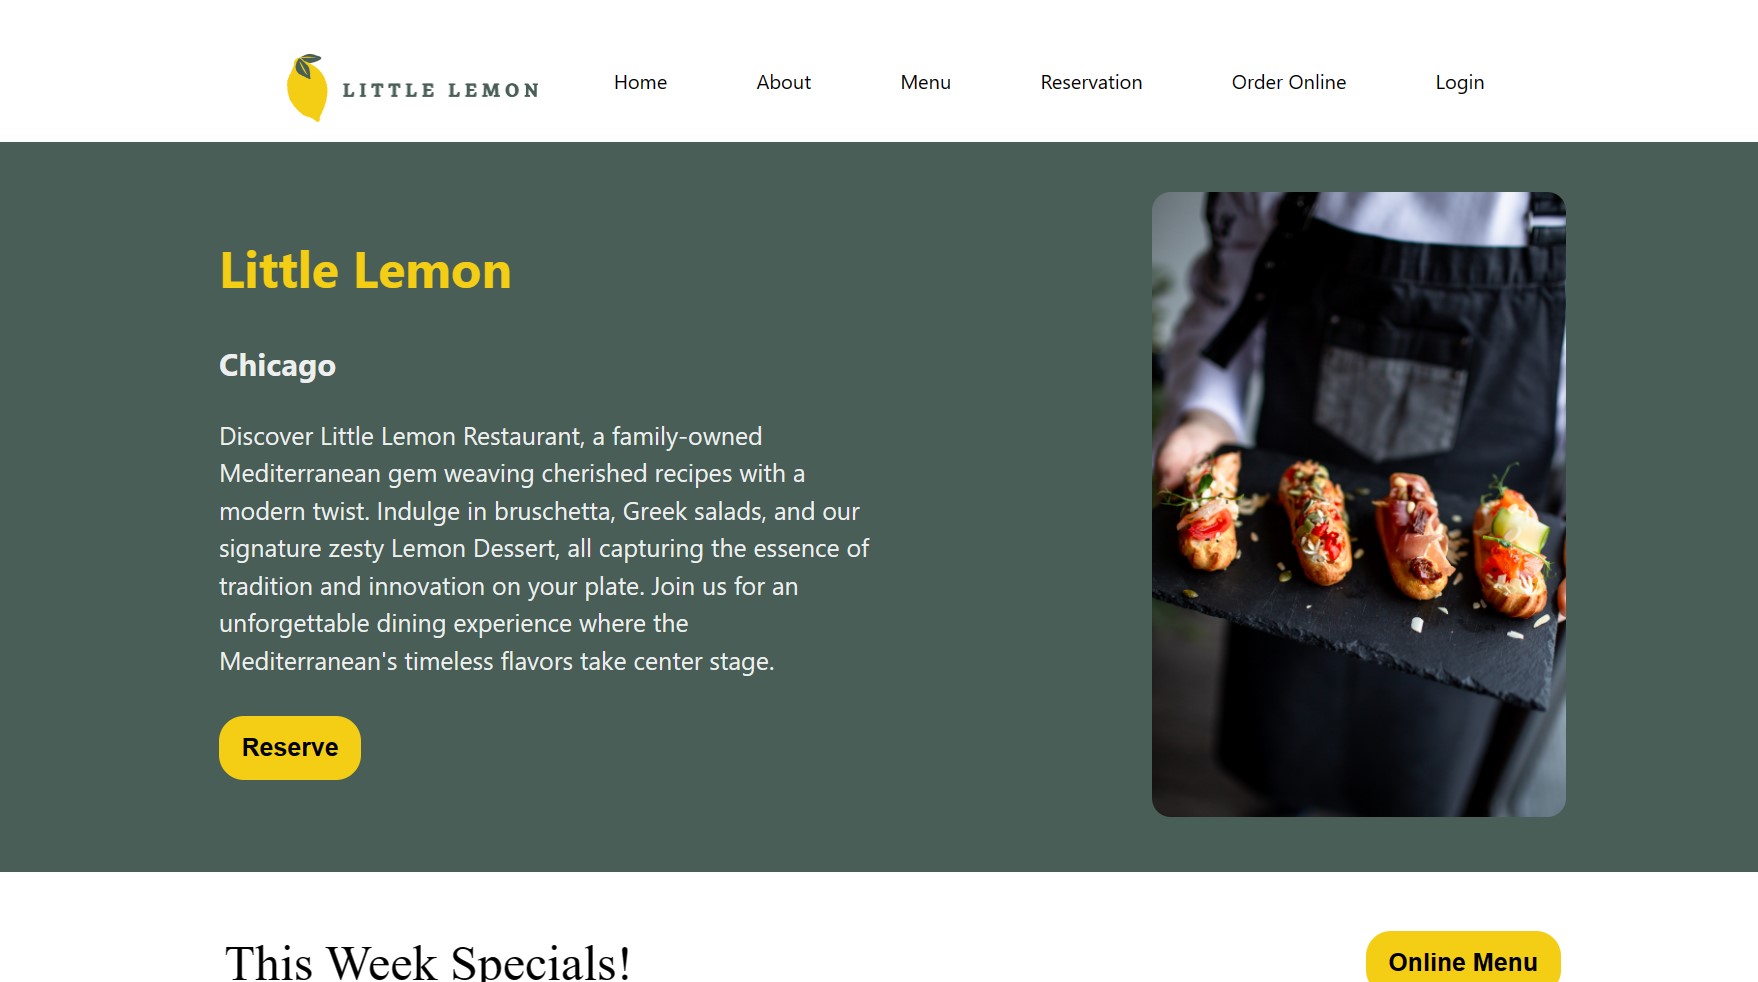 LITTLE LEMON
Home
About
Menu
Reservation
Order Online
Login
Little Lemon
Chicago
Discover Little Lemon Restaurant, a family-owned
Mediterranean gem weaving cherished recipes with a
modern twist. Indulge in bruschetta, Greek salads, and our
signature zesty Lemon Dessert, all capturing the essence of
tradition and innovation on your plate. Join us for an
unforgettable dining experience where the
Mediterranean's timeless flavors take center stage.
Reserve
This Week Specials!
Online Menu